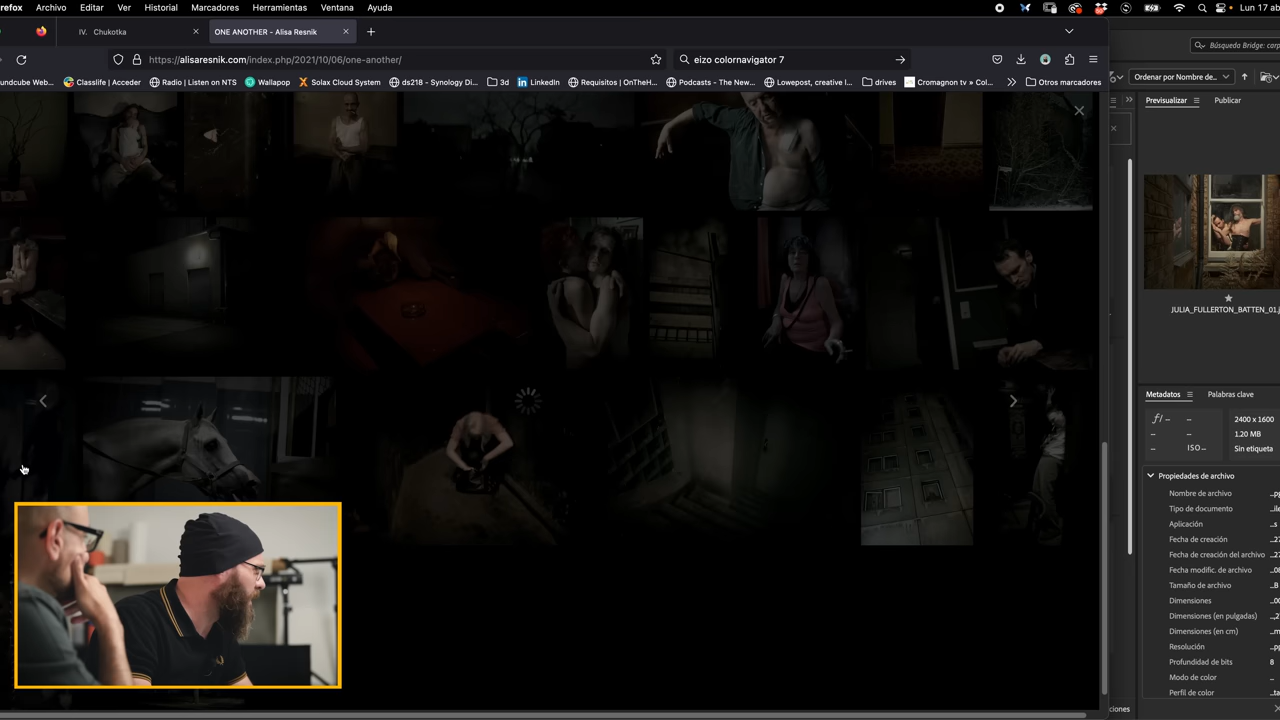 refox Archivo Editar Ver Historial Marcadores Herramientas Ventana Ayuda Lun 17 ab
IV. Chukotka
ONE ANOTHER - Alisa Resnik
https://alisaresnik.com/index.php/2021/10/06/one-another/
eizo colornavigator 7
undcube Web... Classlife | Acceder Radio | Listen on NTS Wallapop Solax Cloud System ds218 - Synology Di... 3d LinkedIn Requisitos | OnTheH... Podcasts - The New... Lowepost, creative l... drives Cromagnon tv » Col... Otros marcadores
Búsqueda Bridge: carp
Ordenar por Nombre de...
Previsualizar Publicar
JULIA_FULLERTON_BATTEN_01.j
Metadatos Palabras clave
f/ -- --
-- --
-- ISO --
2400 x 1600
1.20 MB
Sin etiqueta
Propiedades de archivo
Nombre de archivo
Tipo de documento
Aplicación
Fecha de creación
Fecha de creación del archivo
Fecha modific. de archivo
Tamaño de archivo
Dimensiones
Dimensiones (en pulgadas)
Dimensiones (en cm)
Resolución
Profundidad de bits 8
Modo de color
Perfil de color
ciones